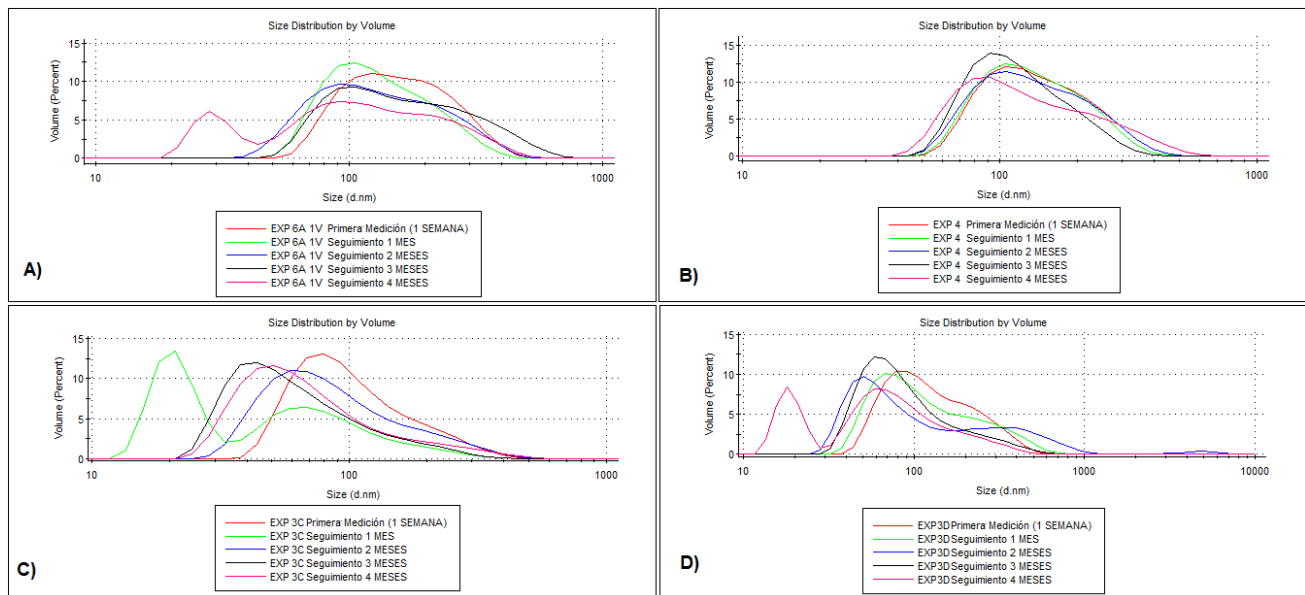 Size Distribution by Volume
15
10
5
0
Volume (Percent)
10 100 1000
Size (d.nm)
EXP 6A 1V Primera Medición (1 SEMANA)
EXP 6A 1V Seguimiento 1 MES
EXP 6A 1V Seguimiento 2 MESES
EXP 6A 1V Seguimiento 3 MESES
EXP 6A 1V Seguimiento 4 MESES
A)
Size Distribution by Volume
15
10
5
0
Volume (Percent)
10 100 1000
Size (d.nm)
EXP 4 Primera Medición (1 SEMANA)
EXP 4 Seguimiento 1 MES
EXP 4 Seguimiento 2 MESES
EXP 4 Seguimiento 3 MESES
EXP 4 Seguimiento 4 MESES
B)
Size Distribution by Volume
15
10
5
0
Volume (Percent)
10 100 1000
Size (d.nm)
EXP 3C Primera Medición (1 SEMANA)
EXP 3C Seguimiento 1 MES
EXP 3C Seguimiento 2 MESES
EXP 3C Seguimiento 3 MESES
EXP 3C Seguimiento 4 MESES
C)
Size Distribution by Volume
15
10
5
0
Volume (Percent)
10 100 1000 10000
Size (d.nm)
EXP3D Primera Medición (1 SEMANA)
EXP3D Seguimiento 1 MES
EXP3D Seguimiento 2 MESES
EXP3D Seguimiento 3 MESES
EXP3D Seguimiento 4 MESES
D)